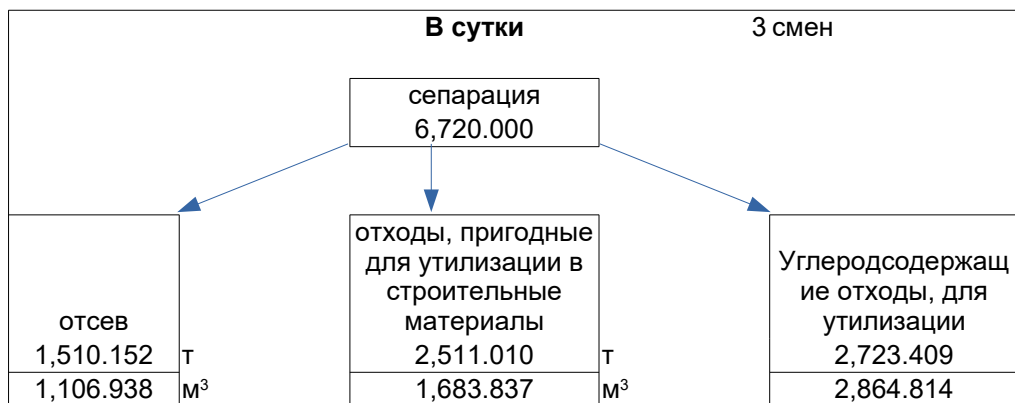 В сутки 3 смен
сепарация
6,720.000
отсев
1,510.152 т
1,106.938 м³
отходы, пригодные
для утилизации в
строительные
материалы
2,511.010 т
1,683.837 м³
Углеродсодержащ
ие отходы, для
утилизации
2,723.409
2,864.814